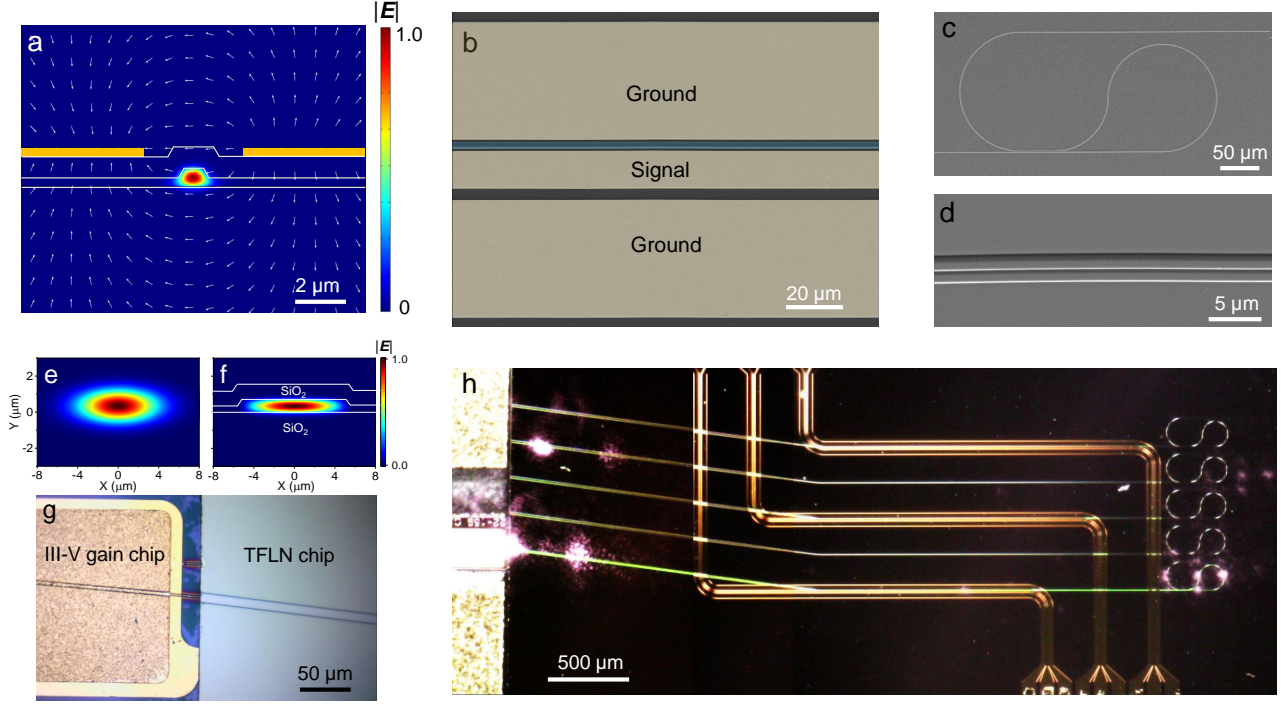 a
|E|
1.0
0
2 μm
b
Ground
Signal
Ground
20 μm
c
50 μm
d
5 μm
e
2
0
-2
Y (μm)
-8 -4 0 4 8
X (μm)
f
SiO₂
SiO₂
-8 -4 0 4 8
X (μm)
|E|
1.0
0.0
g
III-V gain chip
TFLN chip
50 μm
h
500 μm